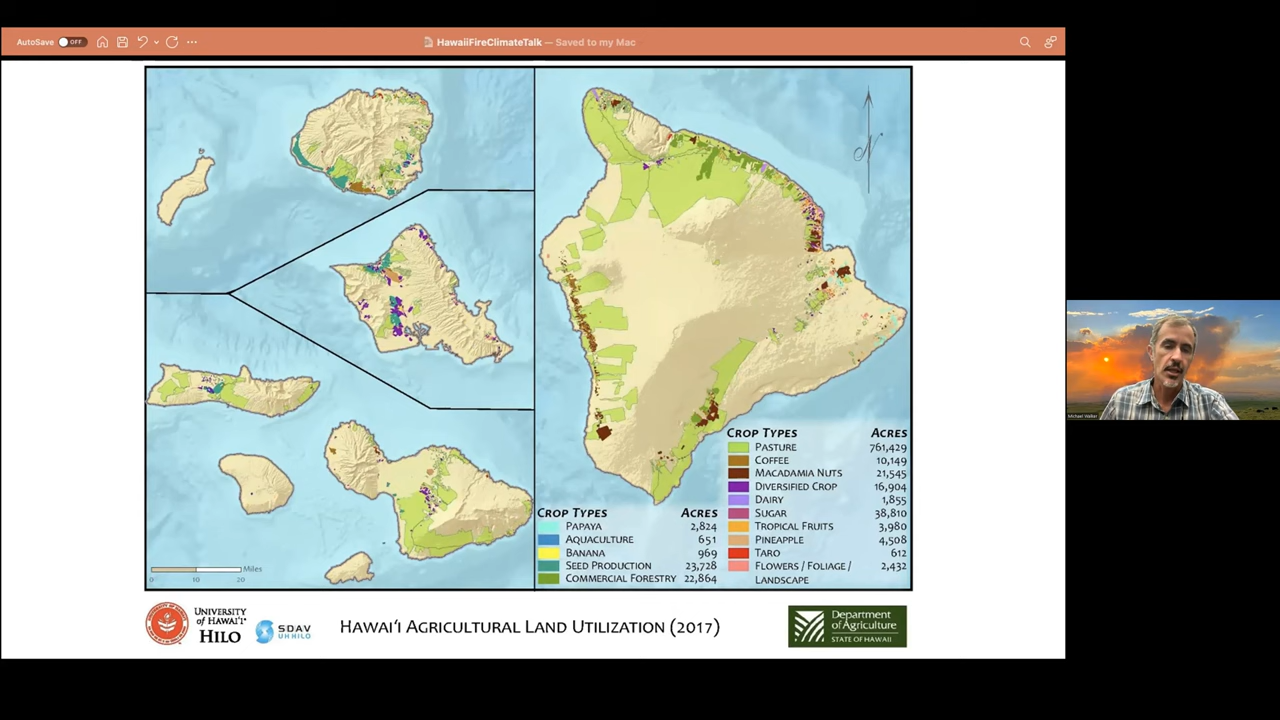 AutoSave OFF
HawaiiFireClimateTalk — Saved to my Mac
N
CROP TYPES ACRES
PAPAYA 2,824
AQUACULTURE 651
BANANA 969
SEED PRODUCTION 23,728
COMMERCIAL FORESTRY 22,864
CROP TYPES ACRES
PASTURE 761,429
COFFEE 10,149
MACADAMIA NUTS 21,545
DIVERSIFIED CROP 16,904
DAIRY 1,855
SUGAR 38,810
TROPICAL FRUITS 3,980
PINEAPPLE 4,508
TARO 612
FLOWERS / FOLIAGE / 2,432
LANDSCAPE
Miles
0 10 20
UNIVERSITY
OF HAWAI‘I®
HILO
SDAV
UH HILO
HAWAI‘I AGRICULTURAL LAND UTILIZATION (2017)
Department
of Agriculture
STATE OF HAWAII